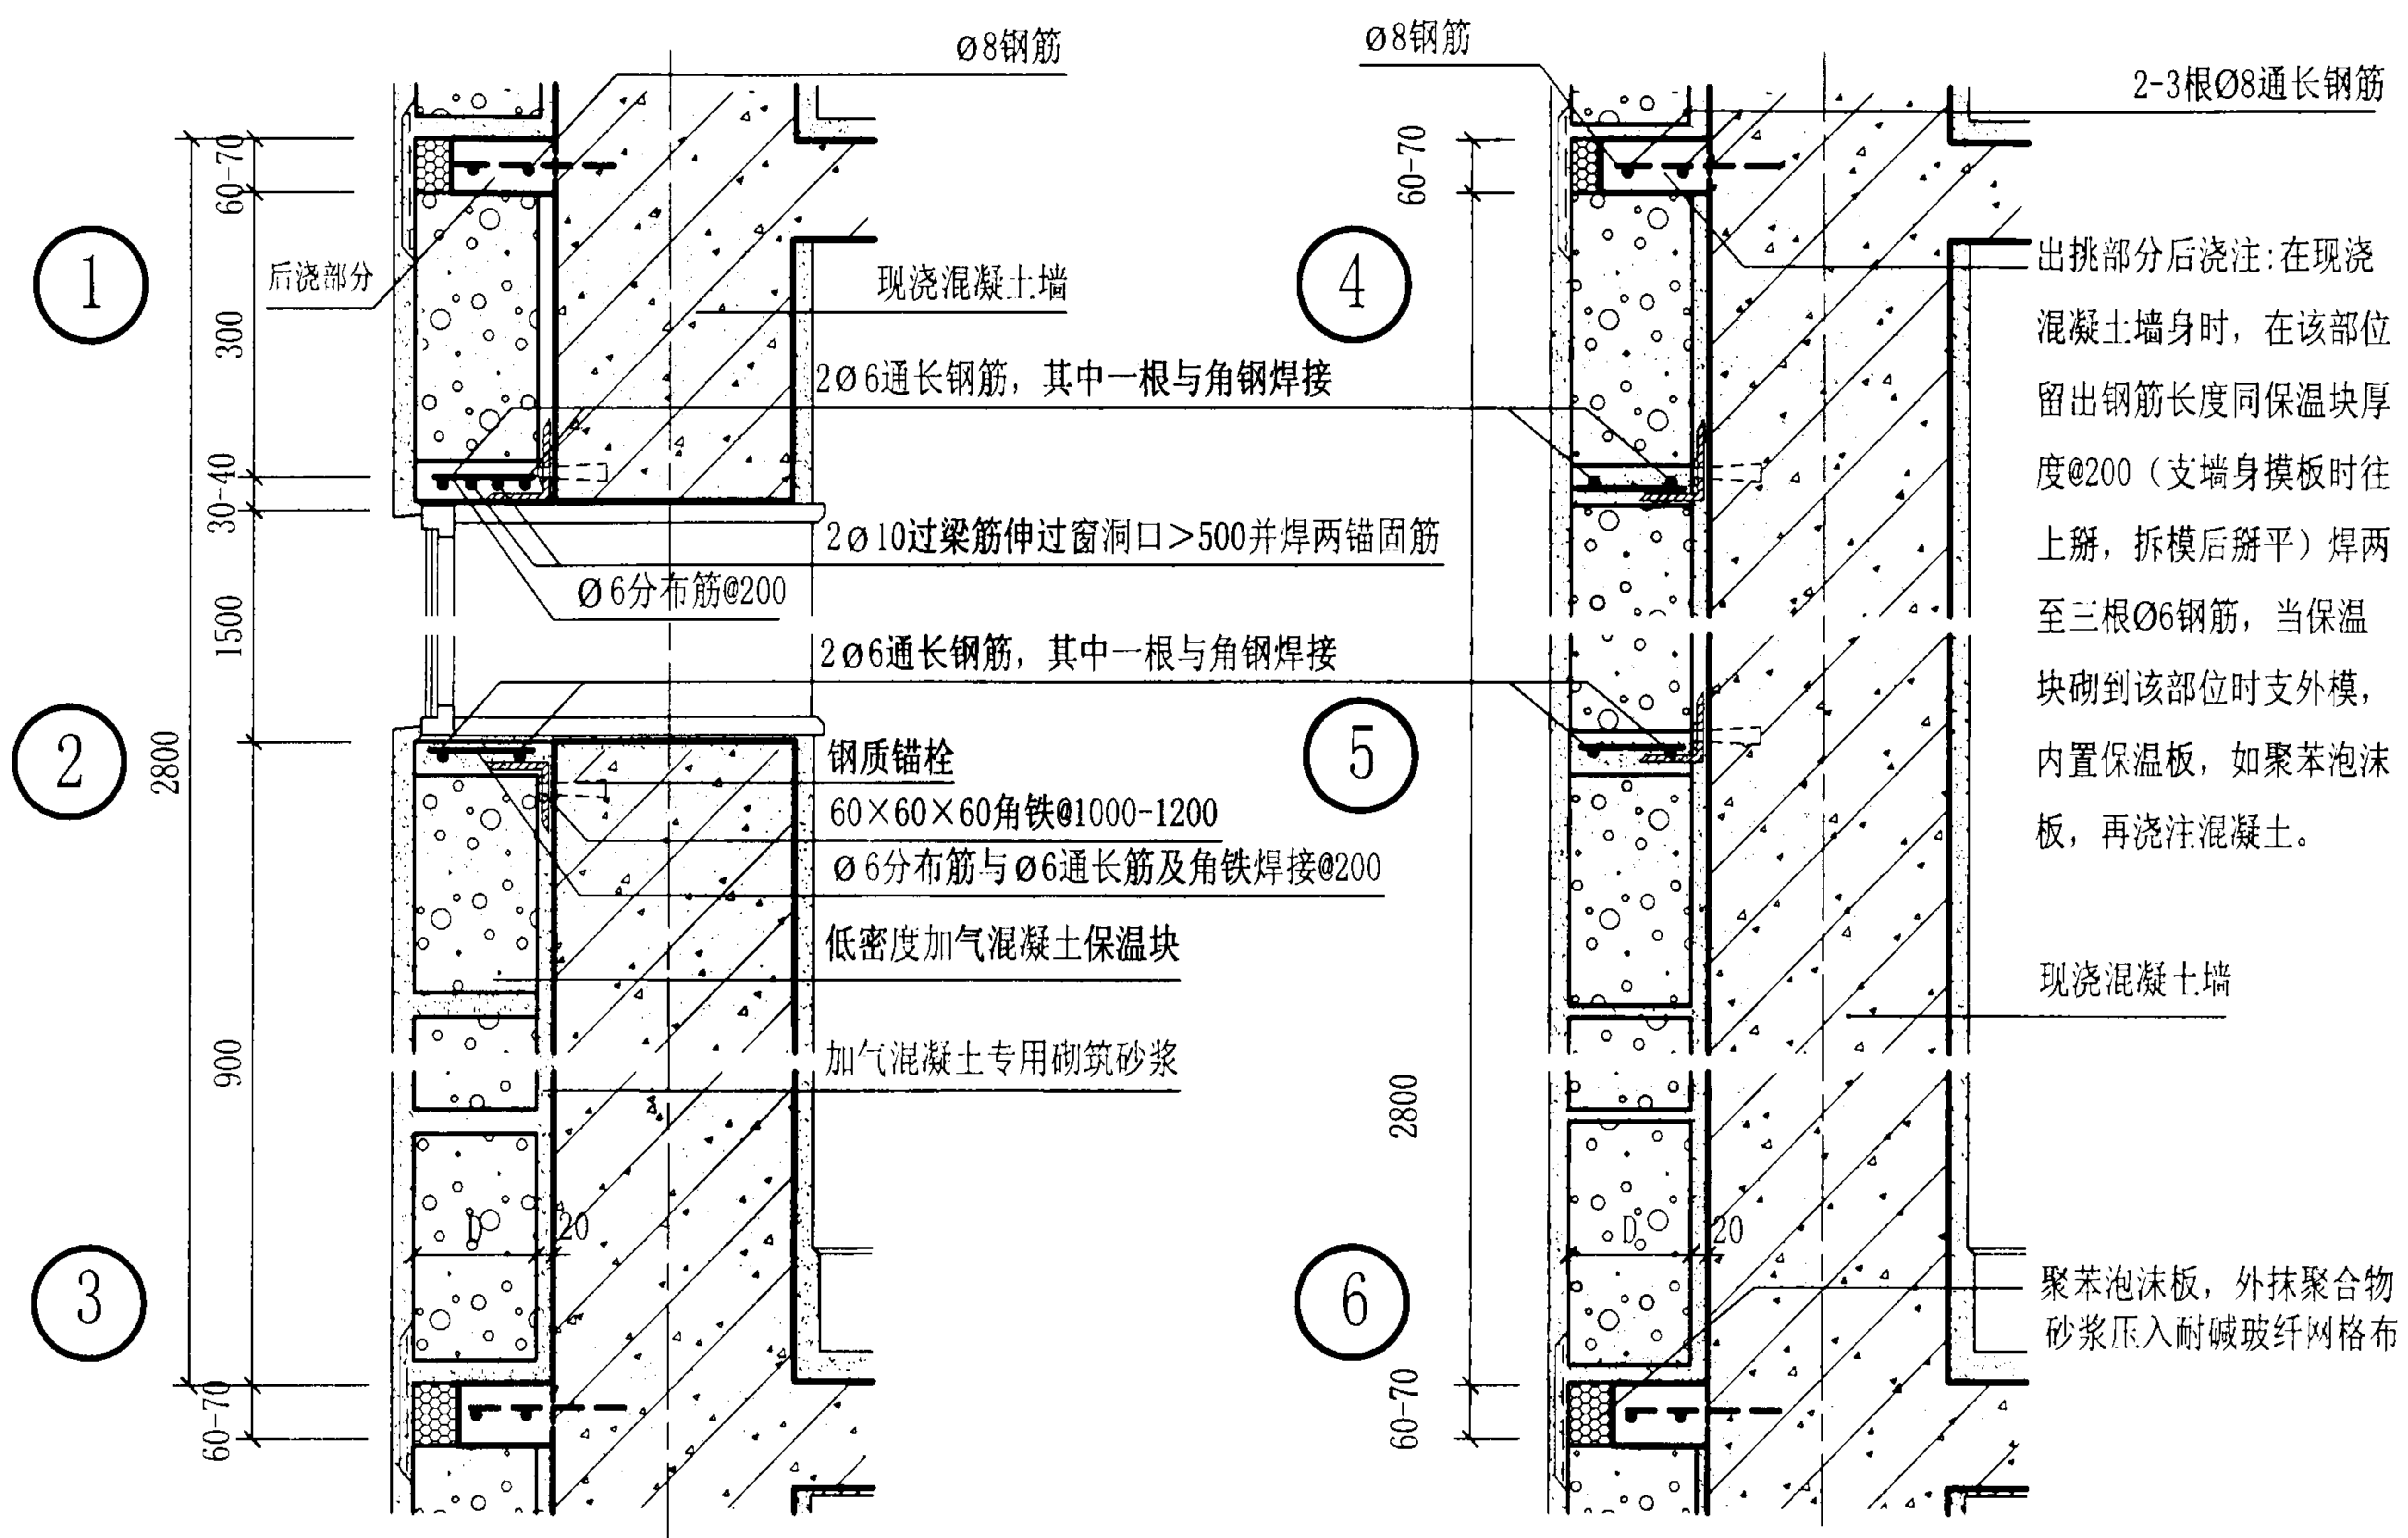 Ø8钢筋
Ø8钢筋
2-3根Ø8通长钢筋
60-70
60-70
1
后浇部分
现浇混凝土墙
4
出挑部分后浇注:在现浇
混凝土墙身时，在该部位
留出钢筋长度同保温块厚
度@200（支墙身摸板时往
上掰，拆模后掰平）焊两
至三根Ø6钢筋，当保温
块砌到该部位时支外模，
内置保温板，如聚苯泡沫
板，再浇注混凝土。
300
2Ø6通长钢筋，其中一根与角钢焊接
30-40
2Ø10过梁筋伸过窗洞口>500并焊两锚固筋
Ø6分布筋@200
1500
2Ø6通长钢筋，其中一根与角钢焊接
2
2800
5
钢质锚栓
60×60×60角铁@1000-1200
Ø6分布筋与Ø6通长筋及角铁焊接@200
低密度加气混凝土保温块
现浇混凝土墙
900
加气混凝土专用砌筑砂浆
2800
D
20
D
20
3
6
聚苯泡沫板，外抹聚合物
砂浆压入耐碱玻纤网格布
60-70
60-70